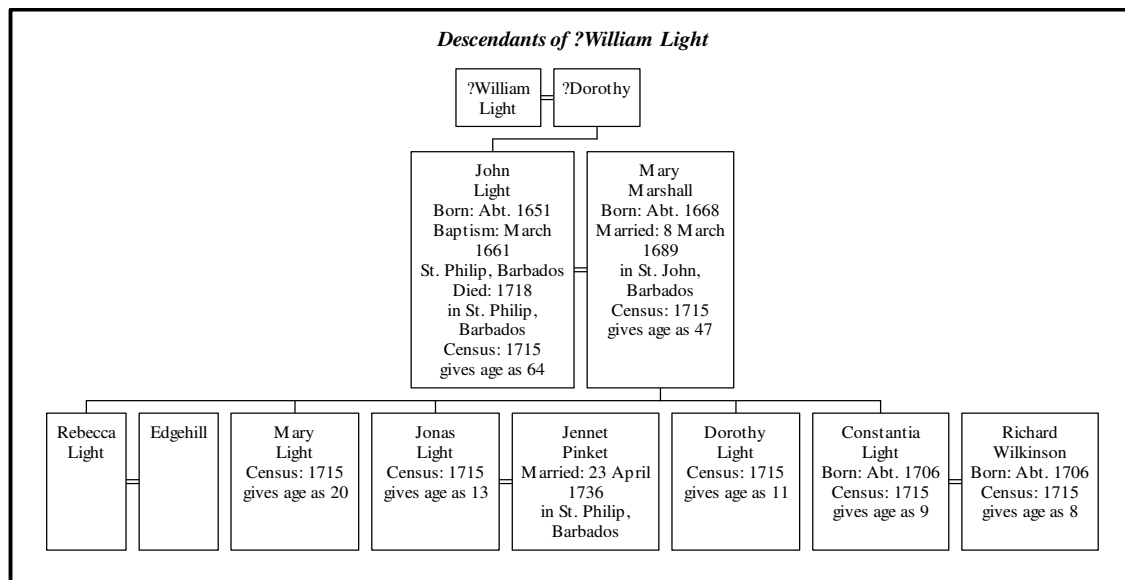 Descendants of ?William Light
?William
Light
?Dorothy
John
Light
Born: Abt. 1651
Baptism: March
1661
St. Philip, Barbados
Died: 1718
in St. Philip,
Barbados
Census: 1715
gives age as 64
Mary
Marshall
Born: Abt. 1668
Married: 8 March
1689
in St. John,
Barbados
Census: 1715
gives age as 47
Rebecca
Light
Edgehill
Mary
Light
Census: 1715
gives age as 20
Jonas
Light
Census: 1715
gives age as 13
Jennet
Pinket
Married: 23 April
1736
in St. Philip,
Barbados
Dorothy
Light
Census: 1715
gives age as 11
Constantia
Light
Born: Abt. 1706
Census: 1715
gives age as 9
Richard
Wilkinson
Born: Abt. 1706
Census: 1715
gives age as 8